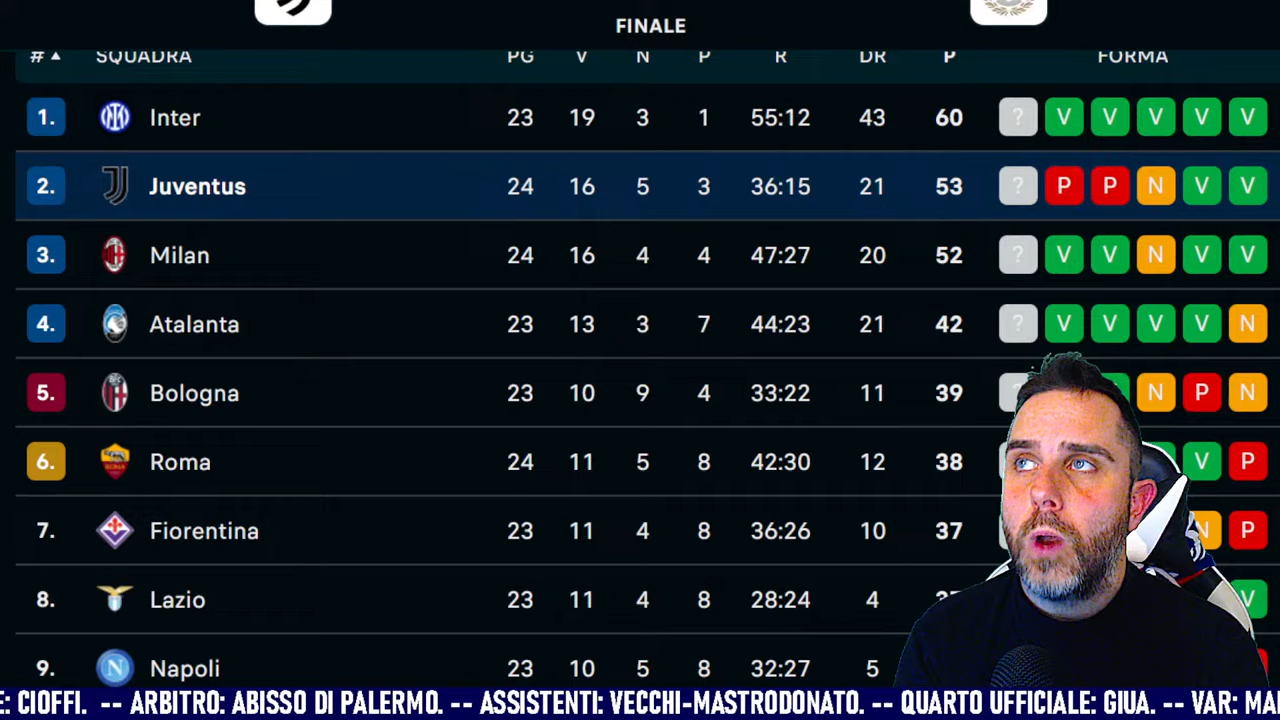 FINALE
# SQUADRA PG V N P R DR P FORMA
1. Inter 23 19 3 1 55:12 43 60 ? V V V V V
2. Juventus 24 16 5 3 36:15 21 53 ? P P N V V
3. Milan 24 16 4 4 47:27 20 52 ? V V N V V
4. Atalanta 23 13 3 7 44:23 21 42 ? V V V V N
5. Bologna 23 10 9 4 33:22 11 39 N P N
6. Roma 24 11 5 8 42:30 12 38 V P
7. Fiorentina 23 11 4 8 36:26 10 37 N P
8. Lazio 23 11 4 8 28:24 4 V
9. Napoli 23 10 5 8 32:27 5
E: CIOFFI. -- ARBITRO: ABISSO DI PALERMO. -- ASSISTENTI: VECCHI-MASTRODONATO. -- QUARTO UFFICIALE: GIUA. -- VAR: